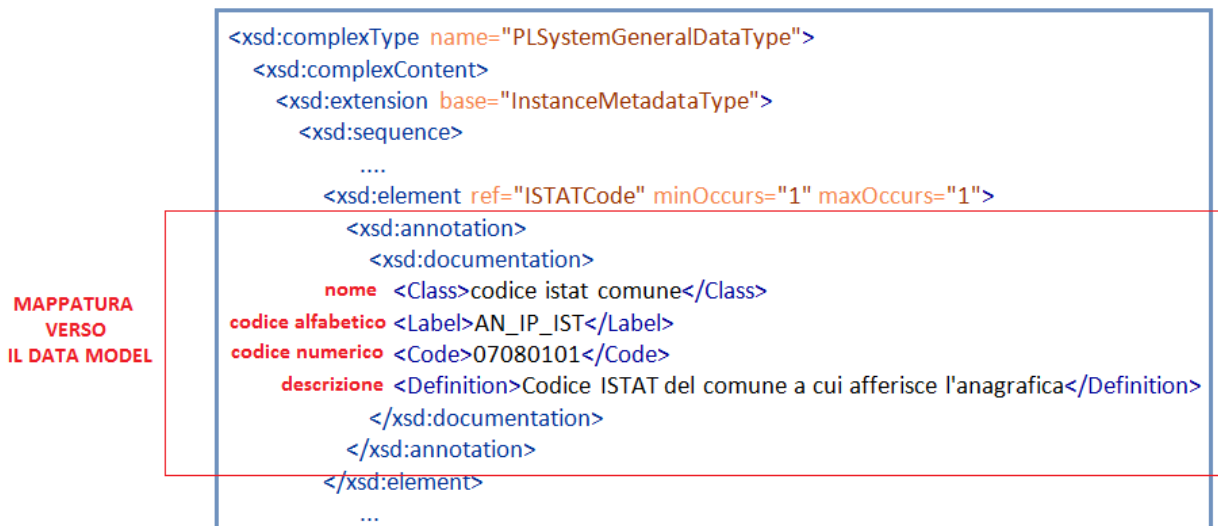 <xsd:complexType name="PLSystemGeneralDataType">
<xsd:complexContent>
<xsd:extension base="InstanceMetadataType">
<xsd:sequence>
....
<xsd:element ref="ISTATCode" minOccurs="1" maxOccurs="1">
<xsd:annotation>
<xsd:documentation>
nome <Class>codice istat comune</Class>
MAPPATURA
VERSO
IL DATA MODEL
codice alfabetico <Label>AN_IP_IST</Label>
codice numerico <Code>07080101</Code>
descrizione <Definition>Codice ISTAT del comune a cui afferisce l'anagrafica</Definition>
</xsd:documentation>
</xsd:annotation>
</xsd:element>
...